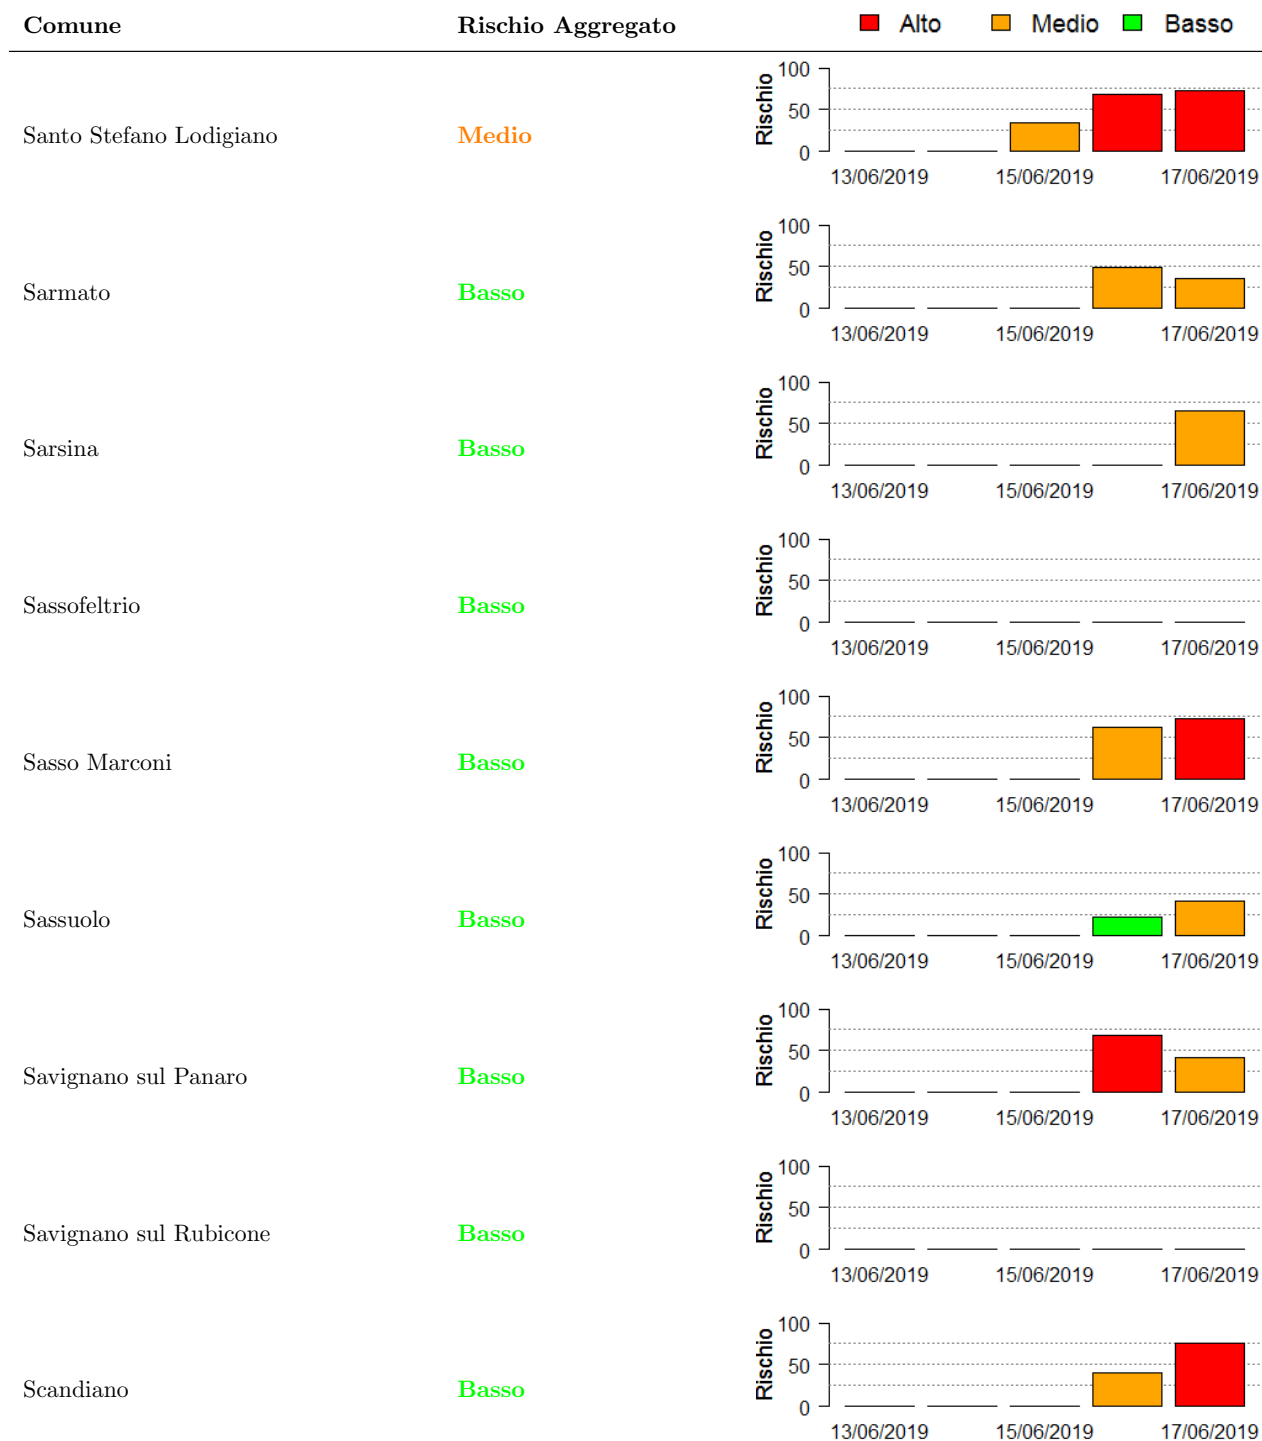 Comune Rischio Aggregato Alto Medio Basso
Santo Stefano Lodigiano Medio Rischio 100 50 0
13/06/2019 15/06/2019 17/06/2019
Sarmato Basso Rischio 100 50 0
13/06/2019 15/06/2019 17/06/2019
Sarsina Basso Rischio 100 50 0
13/06/2019 15/06/2019 17/06/2019
Sassofeltrio Basso Rischio 100 50 0
13/06/2019 15/06/2019 17/06/2019
Sasso Marconi Basso Rischio 100 50 0
13/06/2019 15/06/2019 17/06/2019
Sassuolo Basso Rischio 100 50 0
13/06/2019 15/06/2019 17/06/2019
Savignano sul Panaro Basso Rischio 100 50 0
13/06/2019 15/06/2019 17/06/2019
Savignano sul Rubicone Basso Rischio 100 50 0
13/06/2019 15/06/2019 17/06/2019
Scandiano Basso Rischio 100 50 0
13/06/2019 15/06/2019 17/06/2019